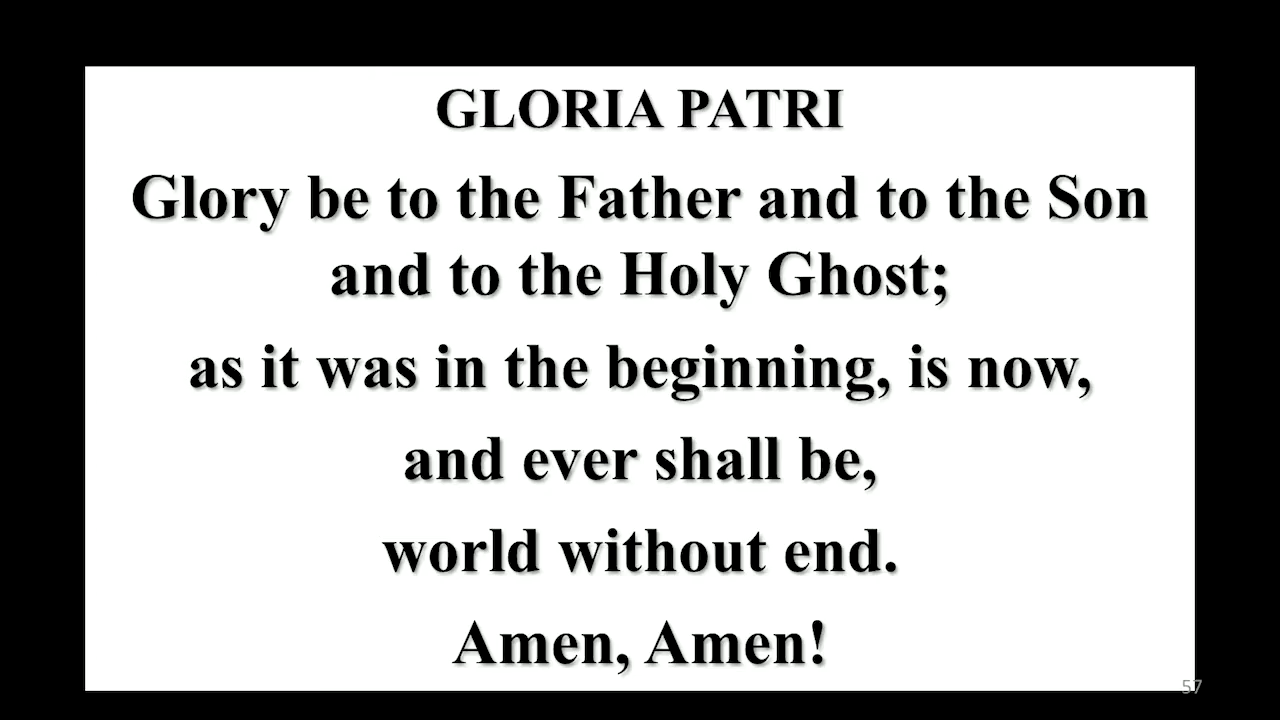 GLORIA PATRI
Glory be to the Father and to the Son
and to the Holy Ghost;
as it was in the beginning, is now,
and ever shall be,
world without end.
Amen, Amen!
57